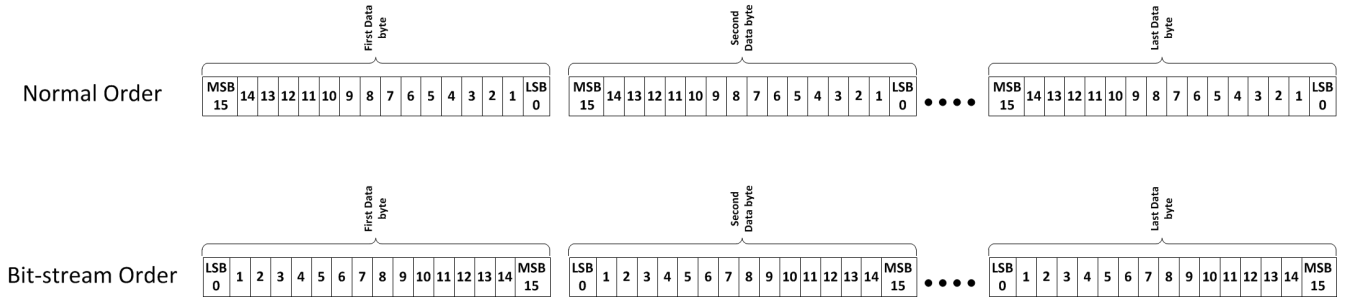 First Data
byte
Second
Data byte
Last Data
byte
Normal Order
MSB 15 14 13 12 11 10 9 8 7 6 5 4 3 2 1 LSB 0
MSB 15 14 13 12 11 10 9 8 7 6 5 4 3 2 1 LSB 0
MSB 15 14 13 12 11 10 9 8 7 6 5 4 3 2 1 LSB 0
First Data
byte
Second
Data byte
Last Data
byte
Bit-stream Order
LSB 0 1 2 3 4 5 6 7 8 9 10 11 12 13 14 MSB 15
LSB 0 1 2 3 4 5 6 7 8 9 10 11 12 13 14 MSB 15
LSB 0 1 2 3 4 5 6 7 8 9 10 11 12 13 14 MSB 15